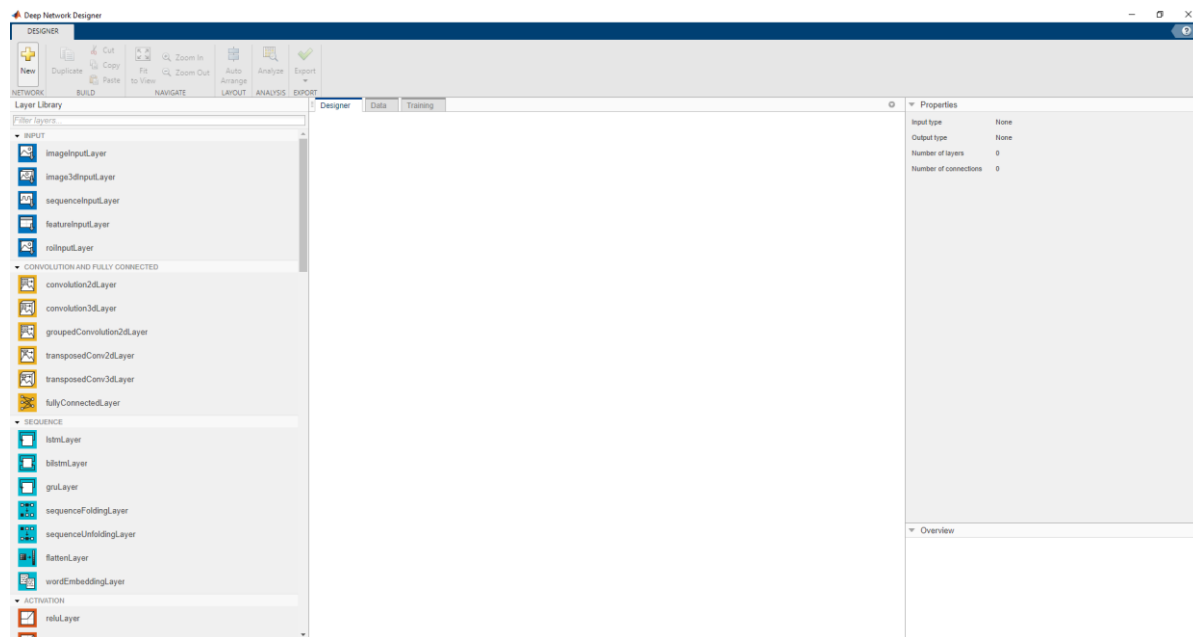 Deep Network Designer
DESIGNER
New
Duplicate
Cut
Copy
Paste
Fit
to View
Zoom In
Zoom Out
Auto
Arrange
Analyze
Export
NETWORK BUILD NAVIGATE LAYOUT ANALYSIS EXPORT
Layer Library
Filter layers...
INPUT
imageInputLayer
image3dInputLayer
sequenceInputLayer
featureInputLayer
roiInputLayer
CONVOLUTION AND FULLY CONNECTED
convolution2dLayer
convolution3dLayer
groupedConvolution2dLayer
transposedConv2dLayer
transposedConv3dLayer
fullyConnectedLayer
SEQUENCE
lstmLayer
bilstmLayer
gruLayer
sequenceFoldingLayer
sequenceUnfoldingLayer
flattenLayer
wordEmbeddingLayer
ACTIVATION
reluLayer
Designer Data Training
Properties
Input type None
Output type None
Number of layers 0
Number of connections 0
Overview